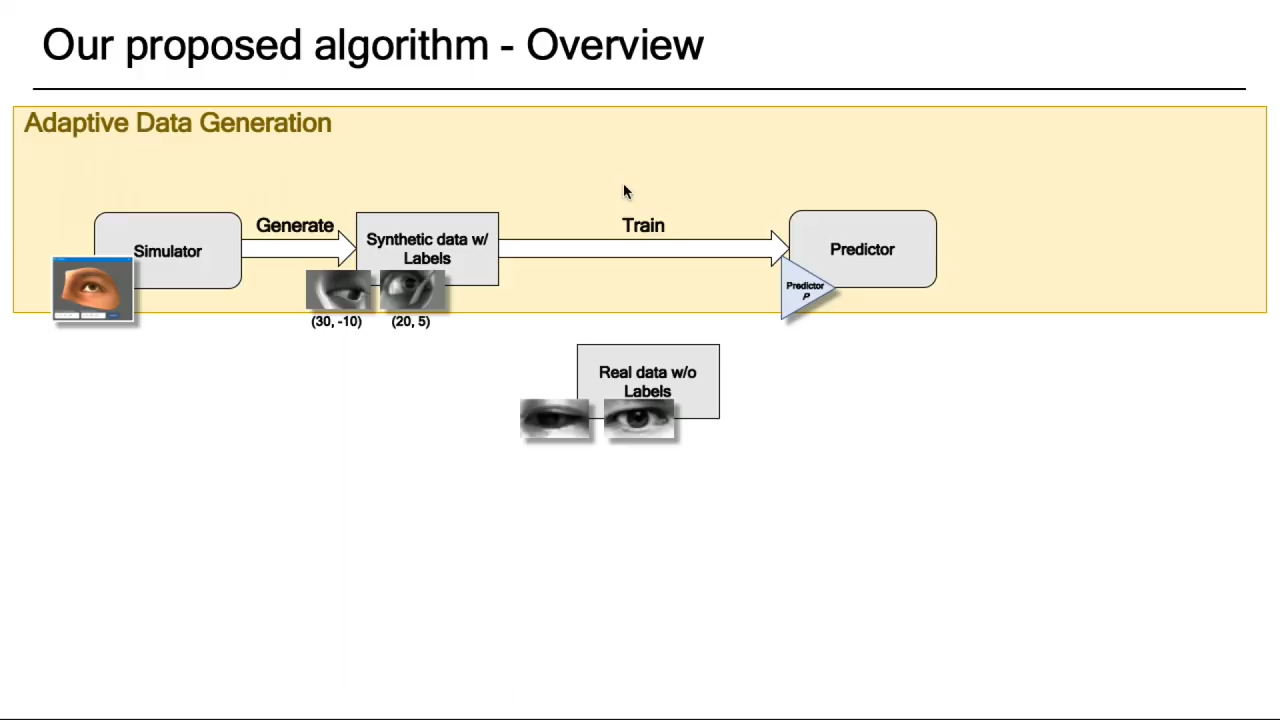 Our proposed algorithm - Overview
Adaptive Data Generation
Simulator
Generate
Synthetic data w/
Labels
(30, -10)
(20, 5)
Train
Predictor
Predictor
P
Real data w/o
Labels